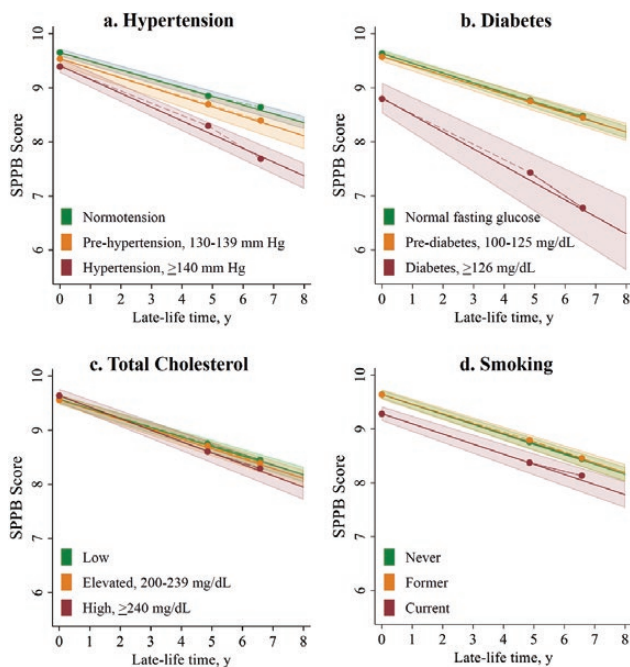 a. Hypertension
SPPB Score
10
9
8
7
6
Normotension
Pre-hypertension, 130-139 mm Hg
Hypertension, ≥140 mm Hg
0 1 2 3 4 5 6 7 8
Late-life time, y
b. Diabetes
SPPB Score
10
9
8
7
6
Normal fasting glucose
Pre-diabetes, 100-125 mg/dL
Diabetes, ≥126 mg/dL
0 1 2 3 4 5 6 7 8
Late-life time, y
c. Total Cholesterol
SPPB Score
10
9
8
7
6
Low
Elevated, 200-239 mg/dL
High, ≥240 mg/dL
0 1 2 3 4 5 6 7 8
Late-life time, y
d. Smoking
SPPB Score
10
9
8
7
6
Never
Former
Current
0 1 2 3 4 5 6 7 8
Late-life time, y